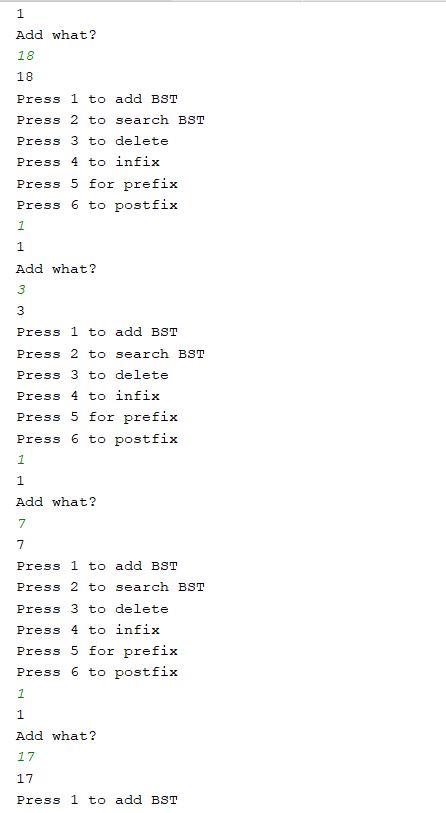 1
Add what?
18
18
Press 1 to add BST
Press 2 to search BST
Press 3 to delete
Press 4 to infix
Press 5 for prefix
Press 6 to postfix
1
1
Add what?
3
3
Press 1 to add BST
Press 2 to search BST
Press 3 to delete
Press 4 to infix
Press 5 for prefix
Press 6 to postfix
1
1
Add what?
7
7
Press 1 to add BST
Press 2 to search BST
Press 3 to delete
Press 4 to infix
Press 5 for prefix
Press 6 to postfix
1
1
Add what?
17
17
Press 1 to add BST